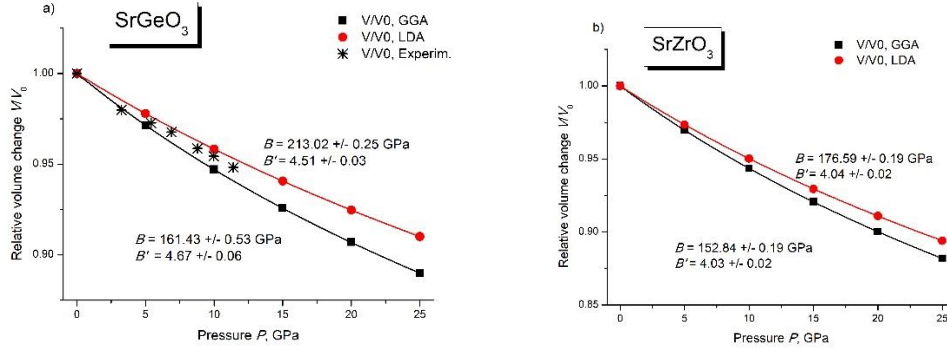 a)
SrGeO3
V/V0, GGA
V/V0, LDA
V/V0, Experim.
Relative volume change V/V0
1.00
0.95
0.90
B = 213.02 +/- 0.25 GPa
B' = 4.51 +/- 0.03
B = 161.43 +/- 0.53 GPa
B' = 4.67 +/- 0.06
0 5 10 15 20 25
Pressure P, GPa
b)
SrZrO3
V/V0, GGA
V/V0, LDA
Relative volume change V/V0
1.00
0.95
0.90
0.85
B = 176.59 +/- 0.19 GPa
B' = 4.04 +/- 0.02
B = 152.84 +/- 0.19 GPa
B' = 4.03 +/- 0.02
0 5 10 15 20 25
Pressure P, GPa